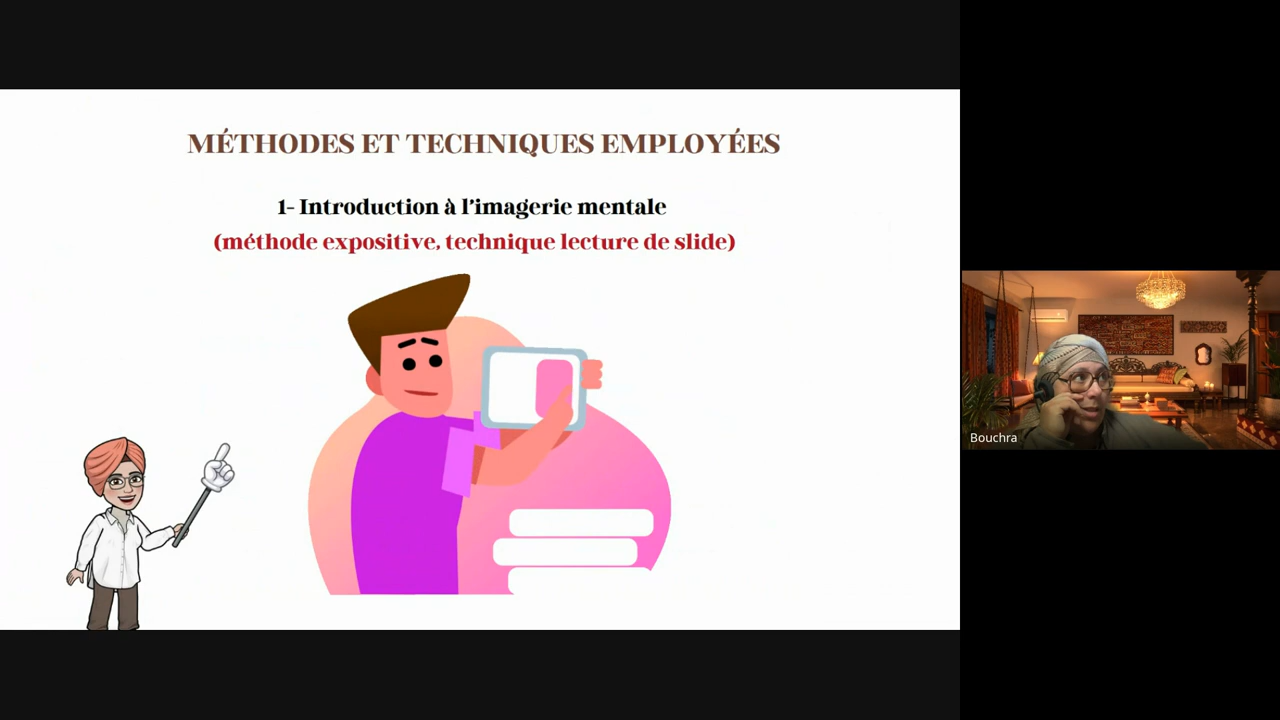 MÉTHODES ET TECHNIQUES EMPLOYÉES
1- Introduction à l'imagerie mentale
(méthode expositive, technique lecture de slide)
Bouchra